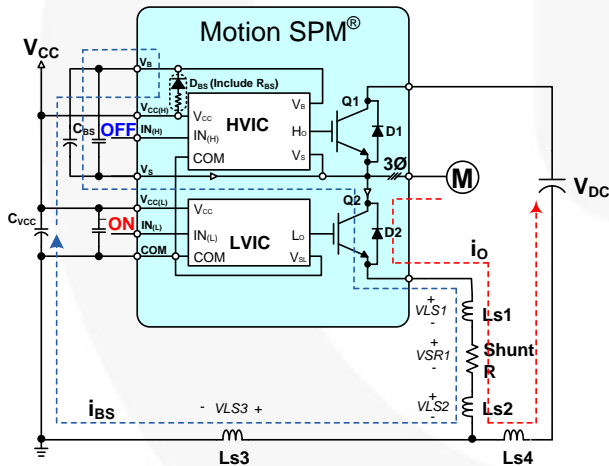 Motion SPM®
VCC
VB
DBS (Include RBS)
VCC(H)
CBS
OFF
IN(H)
COM
VS
VCC
IN(H)
COM
HVIC
VB
HO
VS
Q1
D1
3Ø
M
VDC
CVCC
VCC(L)
ON
IN(L)
COM
VCC
IN(L)
COM
LVIC
LO
VSL
Q2
D2
iO
+
VLS1
-
Ls1
+
VSR1
-
Shunt
R
+
VLS2
-
Ls2
iBS
- VLS3 +
Ls3
Ls4